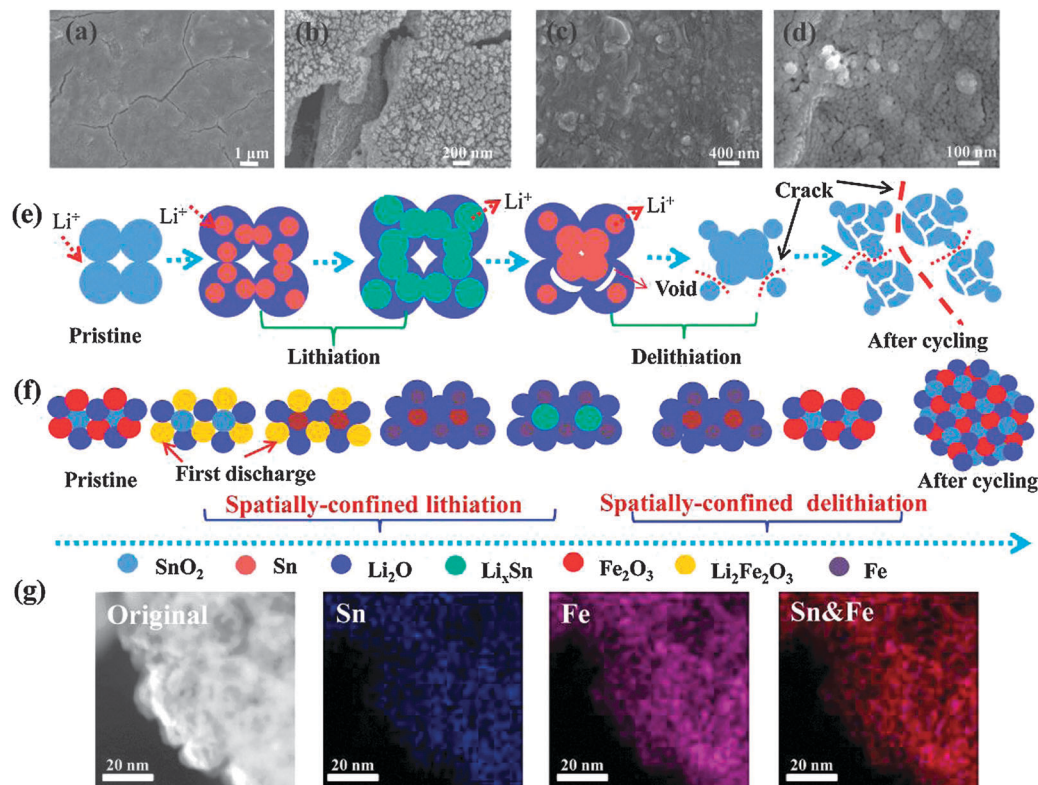 (a) (b) (c) (d)
1 µm 200 nm 400 nm 100 nm
(e) Li⁺ Li⁺ Li⁺ Li⁺ Crack
Void
Pristine Lithiation Delithiation After cycling
(f)
Pristine First discharge After cycling
Spatially-confined lithiation Spatially-confined delithiation
SnO₂ Sn Li₂O LiₓSn Fe₂O₃ Li₂Fe₂O₃ Fe
(g)
Original Sn Fe Sn&Fe
20 nm 20 nm 20 nm 20 nm